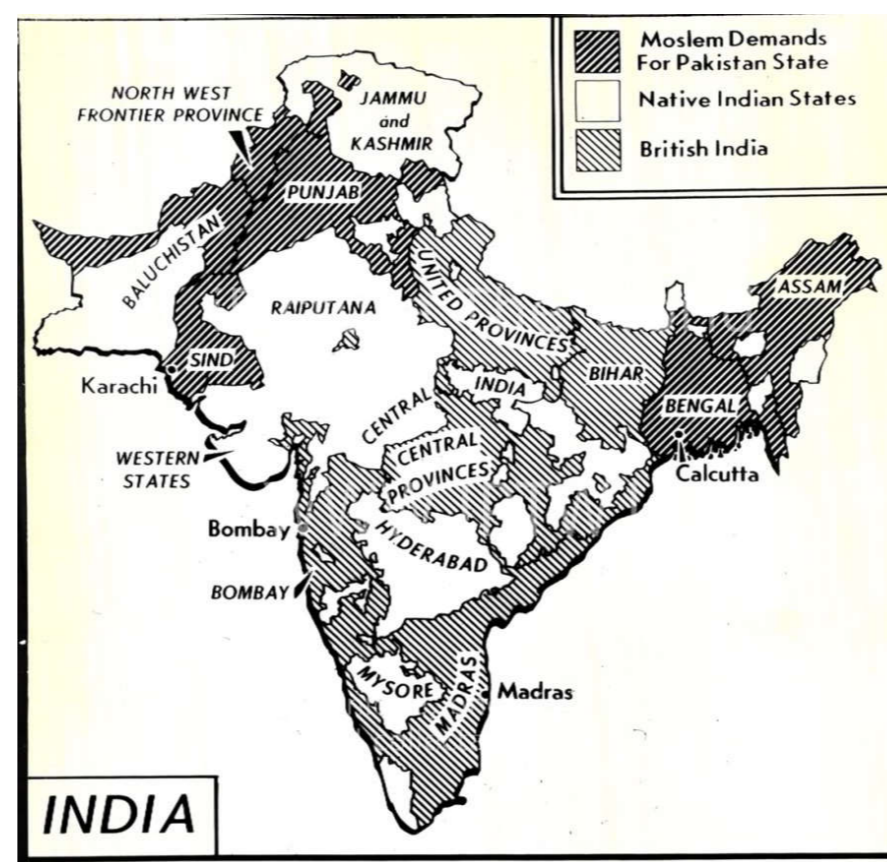 Moslem Demands
For Pakistan State
Native Indian States
British India
NORTH WEST
FRONTIER PROVINCE
JAMMU
and
KASHMIR
PUNJAB
BALUCHISTAN
UNITED PROVINCES
ASSAM
RAIPUTANA
SIND
Karachi
BIHAR
CENTRAL INDIA
BENGAL
CENTRAL
PROVINCES
WESTERN
STATES
Calcutta
Bombay
HYDERABAD
BOMBAY
MYSORE
MADRAS
Madras
INDIA